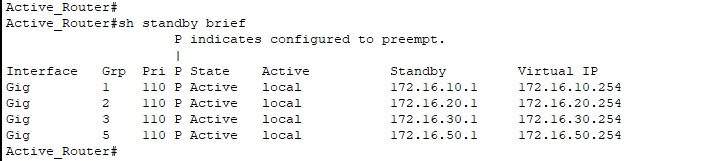 Active_Router#
Active_Router#sh standby brief
                     P indicates configured to preempt.
                     |
Interface   Grp  Pri P State    Active          Standby         Virtual IP
Gig         1    110 P Active   local           172.16.10.1     172.16.10.254
Gig         2    110 P Active   local           172.16.20.1     172.16.20.254
Gig         3    110 P Active   local           172.16.30.1     172.16.30.254
Gig         5    110 P Active   local           172.16.50.1     172.16.50.254
Active_Router#